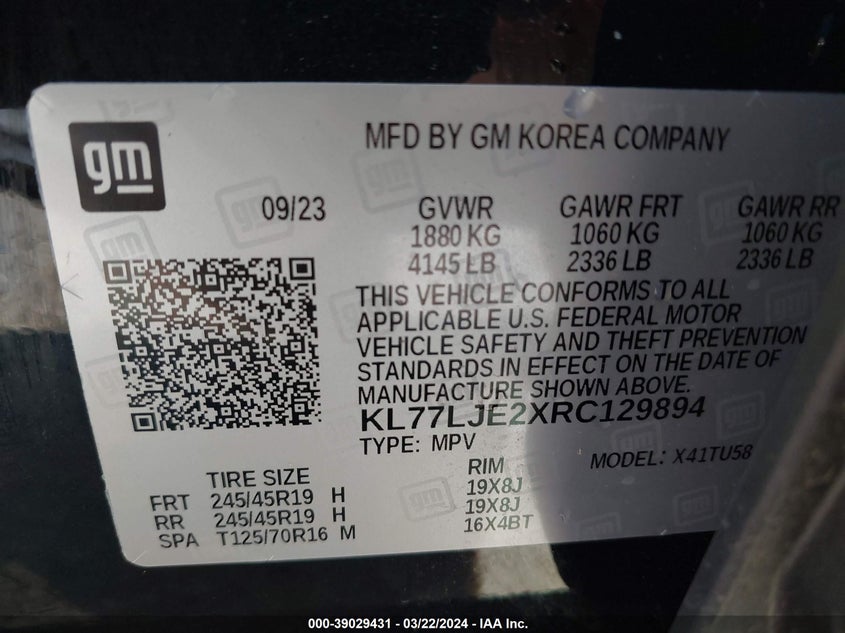 gm
MFD BY GM KOREA COMPANY
09/23
GVWR GAWR FRT GAWR RR
1880 KG 1060 KG 1060 KG
4145 LB 2336 LB 2336 LB
THIS VEHICLE CONFORMS TO ALL
APPLICABLE U.S. FEDERAL MOTOR
VEHICLE SAFETY AND THEFT PREVENTION
STANDARDS IN EFFECT ON THE DATE OF
MANUFACTURE SHOWN ABOVE.
KL77LJE2XRC129894
TYPE: MPV
MODEL: X41TU58
TIRE SIZE RIM
FRT 245/45R19 H 19X8J
RR 245/45R19 H 19X8J
SPA T125/70R16 M 16X4BT
000-39029431 - 03/22/2024 - IAA Inc.